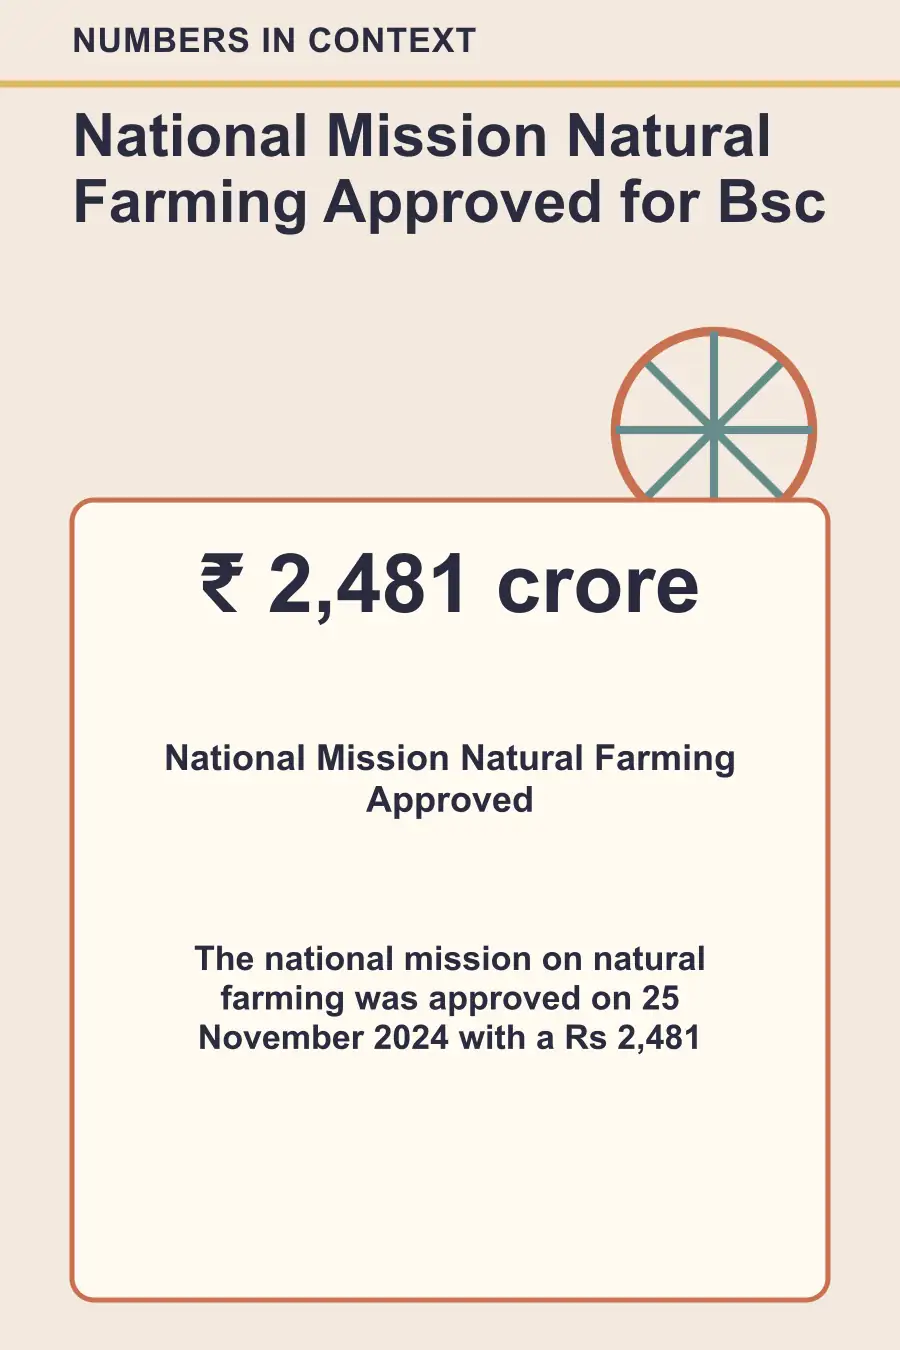 NUMBERS IN CONTEXT
National Mission Natural
Farming Approved for Bsc
₹ 2,481 crore
National Mission Natural Farming
Approved
The national mission on natural
farming was approved on 25
November 2024 with a Rs 2,481